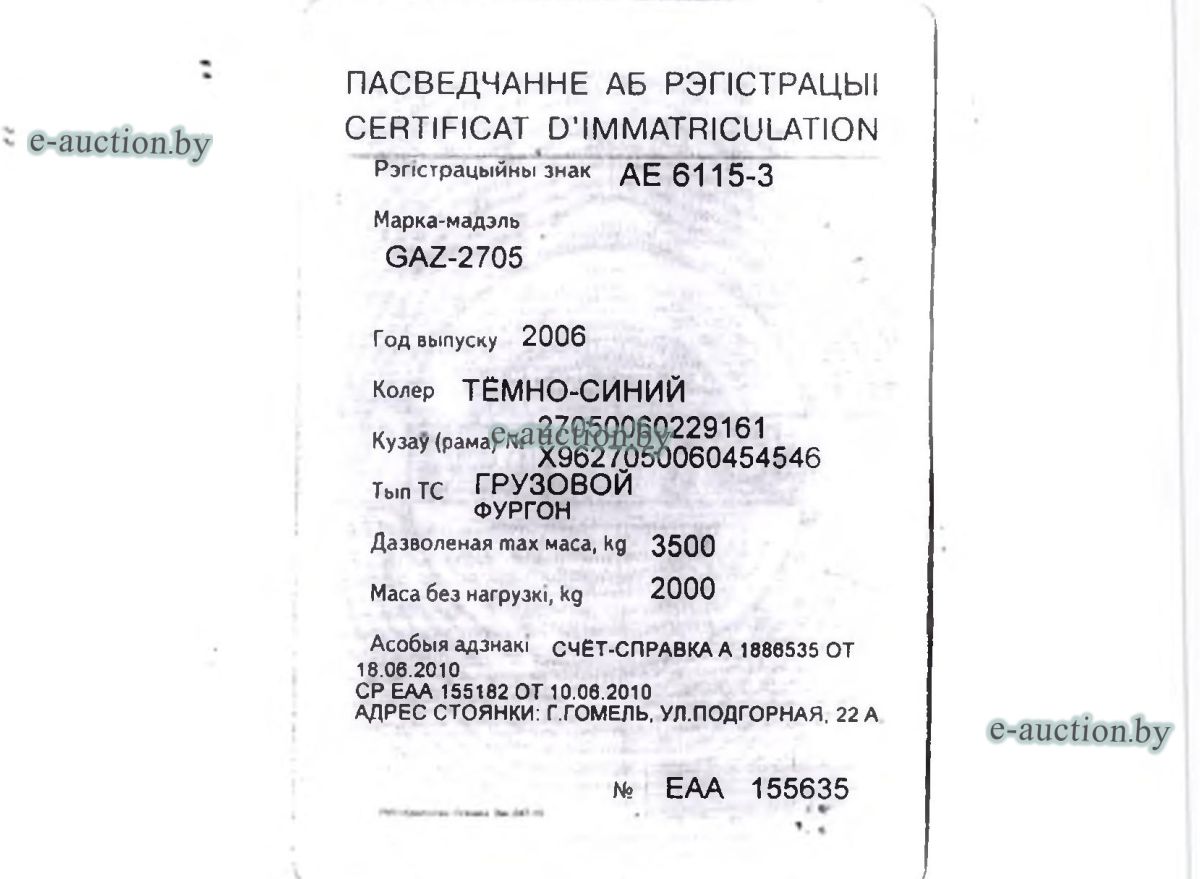 ПАСВЕДЧАННЕ АБ РЭГІСТРАЦЫІ
CERTIFICAT D'IMMATRICULATION
e-auction.by
Рэгістрацыйны знак АЕ 6115-3
Марка-мадэль
GAZ-2705
Год выпуску 2006
Колер ТЁМНО-СИНИЙ
27050060229161
Кузаў (рама) № e-auction.by
X9627050060454546
Тып ТС ГРУЗОВОЙ
ФУРГОН
Дазволеная max маса, kg 3500
Маса без нагрузкі, kg 2000
Асобыя адзнакі СЧЁТ-СПРАВКА А 1886535 ОТ
18.06.2010
СР ЕАА 155182 ОТ 10.06.2010
АДРЕС СТОЯНКИ: Г.ГОМЕЛЬ, УЛ.ПОДГОРНАЯ, 22 А
e-auction.by
№ ЕАА 155635